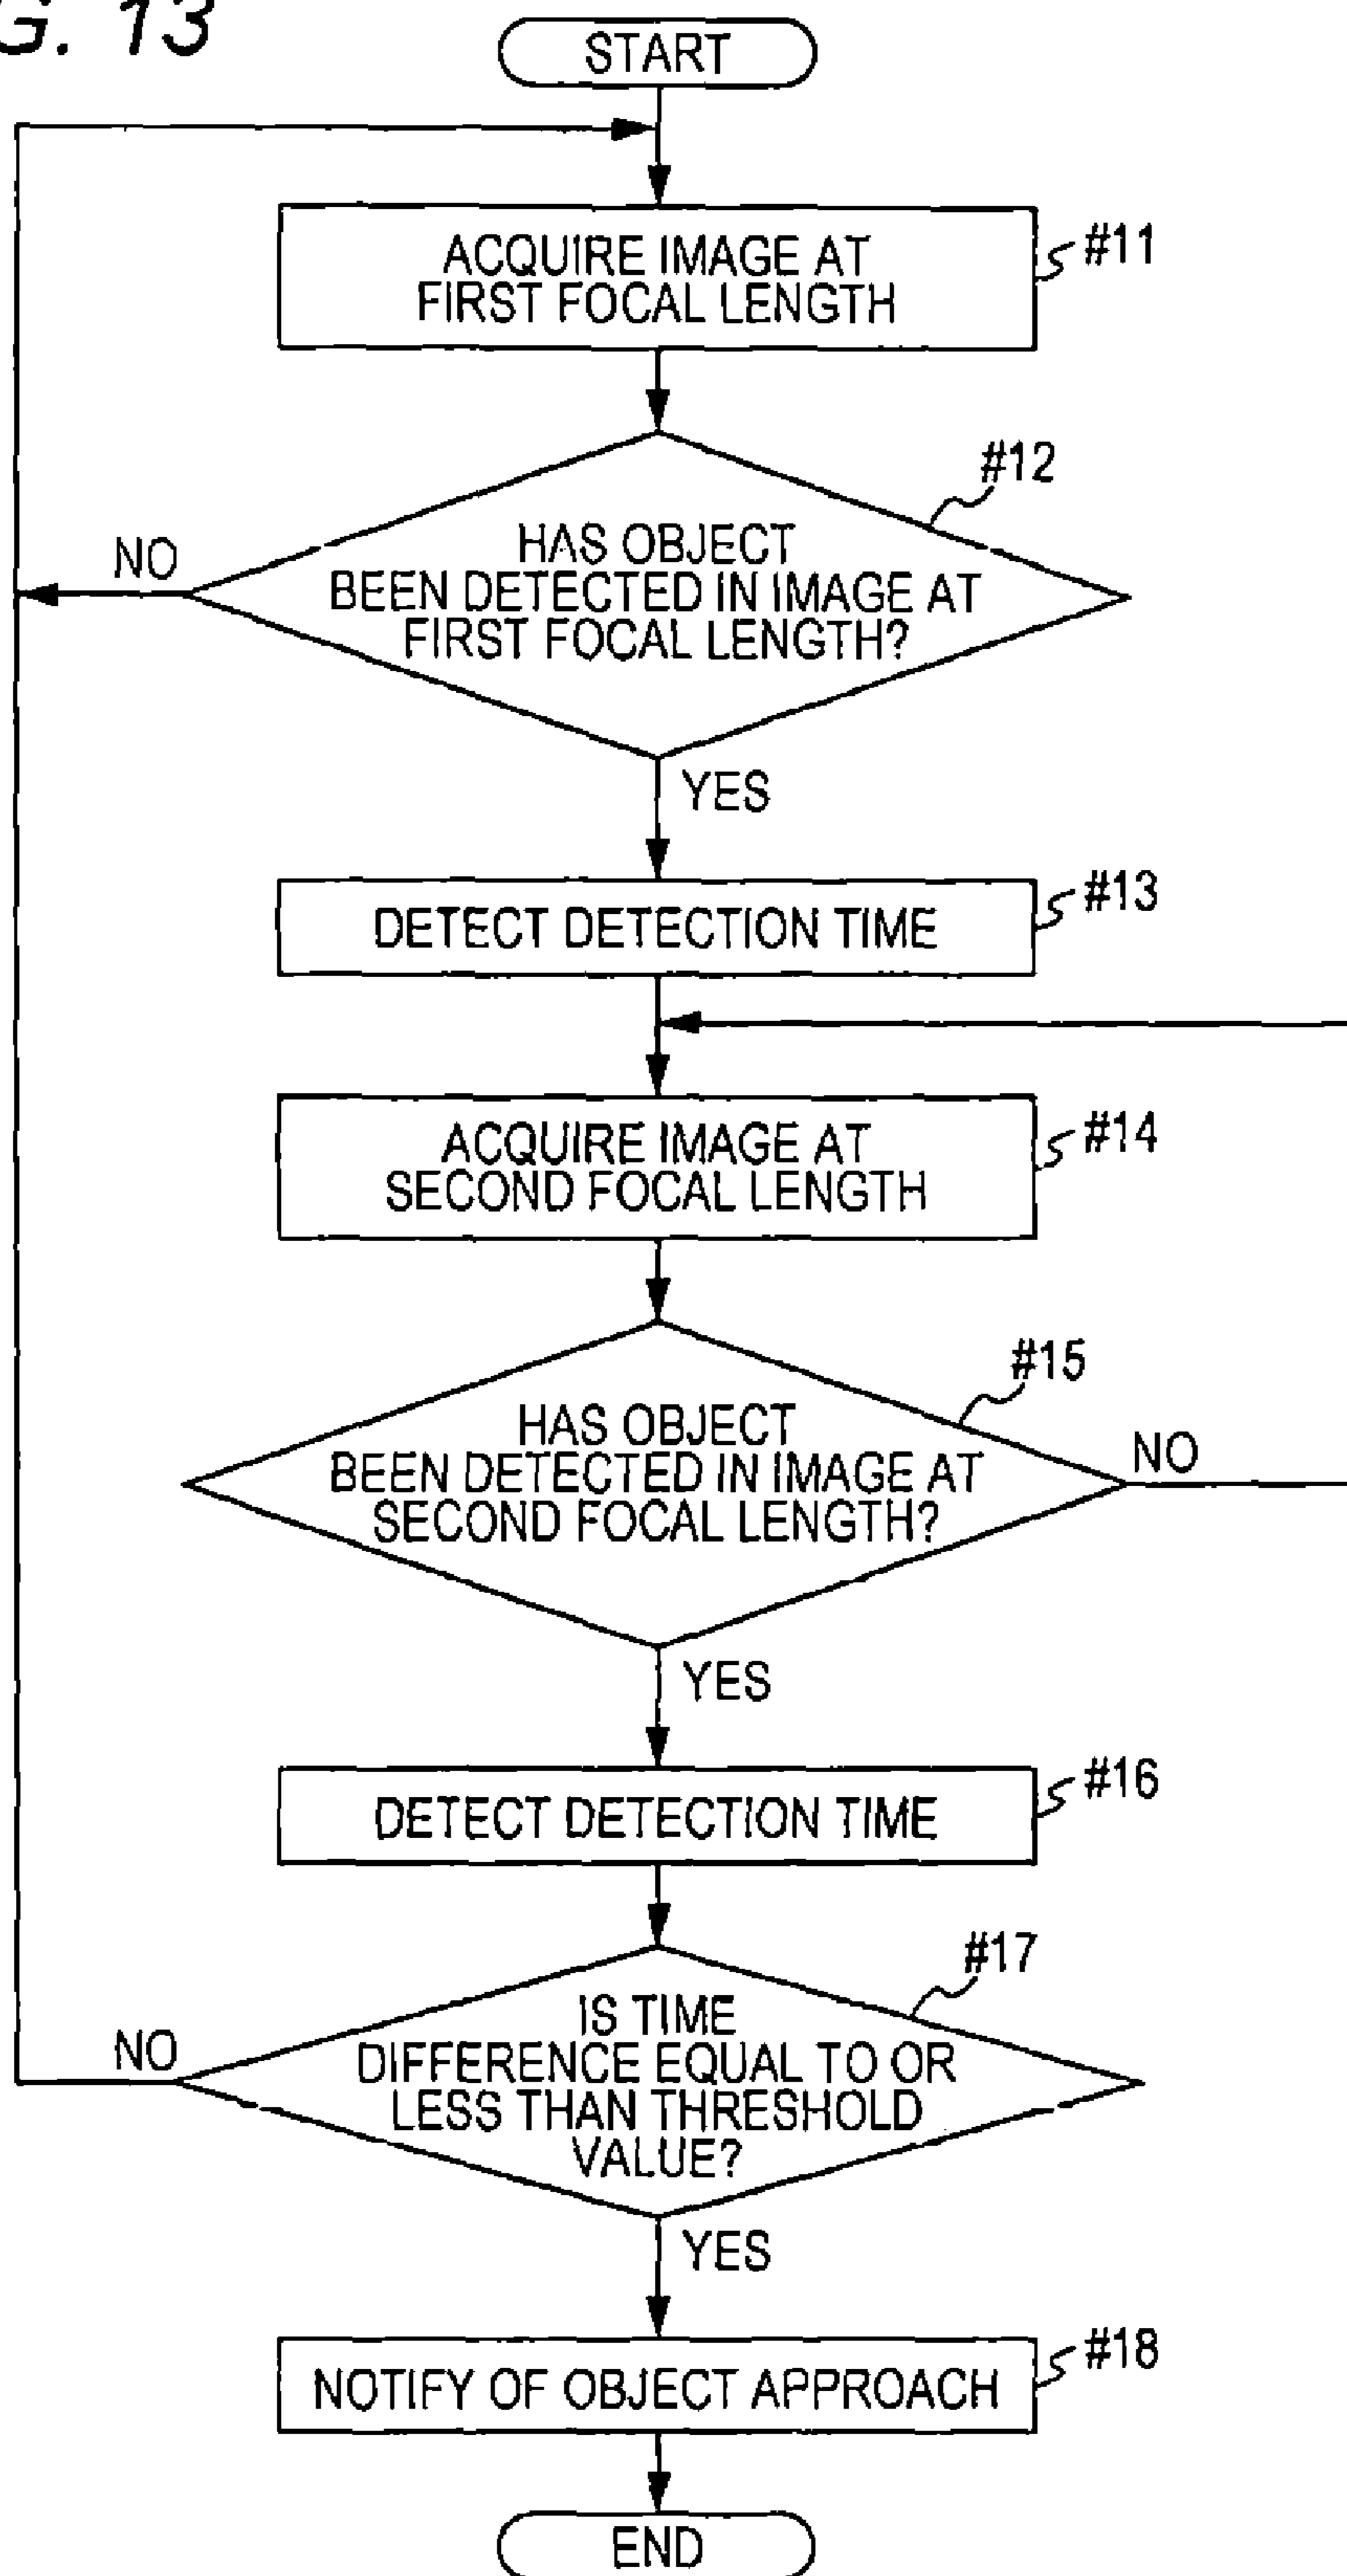 G. 13
START
ACQUIRE IMAGE AT
FIRST FOCAL LENGTH
#11
#12
HAS OBJECT
BEEN DETECTED IN IMAGE AT
FIRST FOCAL LENGTH?
NO
YES
DETECT DETECTION TIME
#13
ACQUIRE IMAGE AT
SECOND FOCAL LENGTH
#14
#15
HAS OBJECT
BEEN DETECTED IN IMAGE AT
SECOND FOCAL LENGTH?
NO
YES
DETECT DETECTION TIME
#16
#17
IS TIME
DIFFERENCE EQUAL TO OR
LESS THAN THRESHOLD
VALUE?
NO
YES
NOTIFY OF OBJECT APPROACH
#18
END